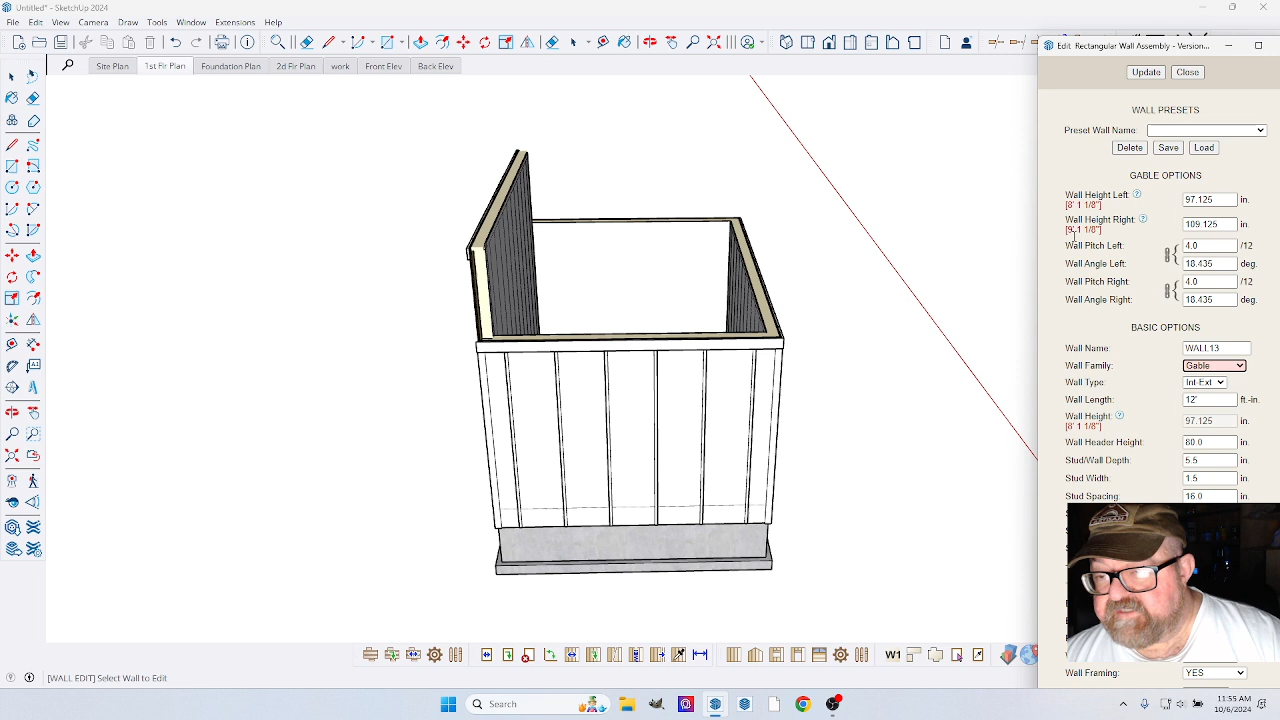 Untitled* - SketchUp 2024
File Edit View Camera Draw Tools Window Extensions Help
Site Plan 1st Flr Plan Foundation Plan 2d Flr Plan work Front Elev Back Elev
Edit Rectangular Wall Assembly - Version...
Update Close
WALL PRESETS
Preset Wall Name:
Delete Save Load
GABLE OPTIONS
Wall Height Left: 97.125 in.
[8' 1 1/8"]
Wall Height Right: 109.125 in.
[9' 1 1/8"]
Wall Pitch Left: 4.0 /12
Wall Angle Left: 18.435 deg.
Wall Pitch Right: 4.0 /12
Wall Angle Right: 18.435 deg.
BASIC OPTIONS
Wall Name: WALL13
Wall Family: Gable
Wall Type: Int-Ext
Wall Length: 12' ft.-in.
Wall Height: 97.125 in.
[8' 1 1/8"]
Wall Header Height: 80.0 in.
Stud/Wall Depth: 5.5 in.
Stud Width: 1.5 in.
Stud Spacing: 16.0 in.
ARTISAN
Wall Framing: YES
W1
[WALL EDIT] Select Wall to Edit
Search
11:55 AM
10/6/2024